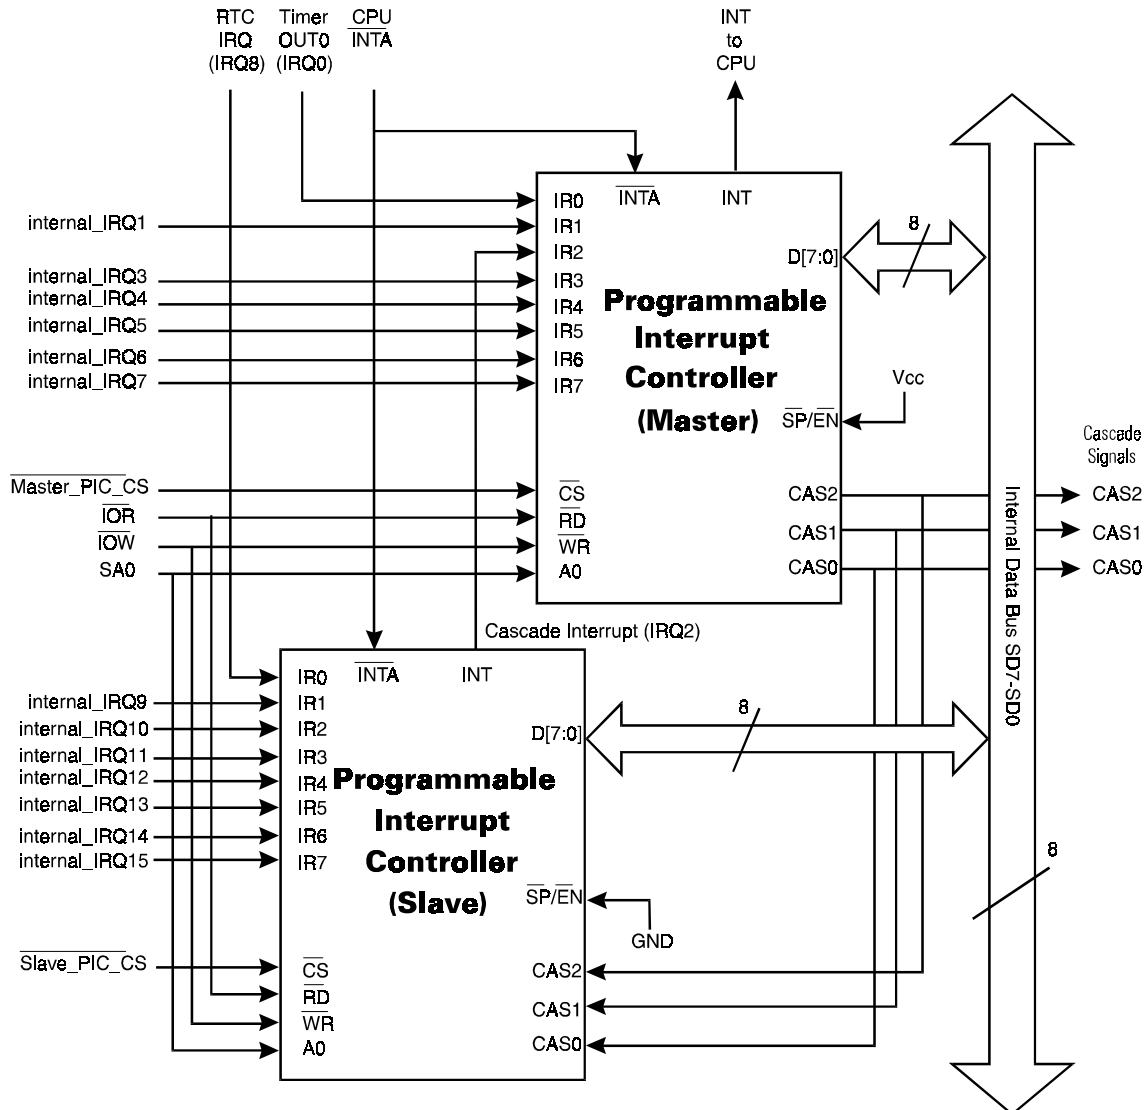 RTC
IRQ
(IRQ8)
Timer
OUT0
(IRQ0)
CPU
INTA
INT
to
CPU
INTA
INT
IR0
internal_IRQ1
IR1
IR2
internal_IRQ3
IR3
internal_IRQ4
IR4
internal_IRQ5
IR5
internal_IRQ6
IR6
internal_IRQ7
IR7
D[7:0]
8
Programmable
Interrupt
Controller
(Master)
Vcc
SP/EN
Cascade
Signals
Master_PIC_CS
CS
IOR
RD
IOW
WR
SA0
A0
CAS2
CAS1
CAS0
CAS2
CAS1
CAS0
Internal Data Bus SD7-SD0
Cascade Interrupt (IRQ2)
INTA
INT
IR0
internal_IRQ9
IR1
internal_IRQ10
IR2
internal_IRQ11
IR3
internal_IRQ12
IR4
internal_IRQ13
IR5
internal_IRQ14
IR6
internal_IRQ15
IR7
D[7:0]
8
Programmable
Interrupt
Controller
(Slave)
8
SP/EN
GND
Slave_PIC_CS
CS
RD
WR
A0
CAS2
CAS1
CAS0